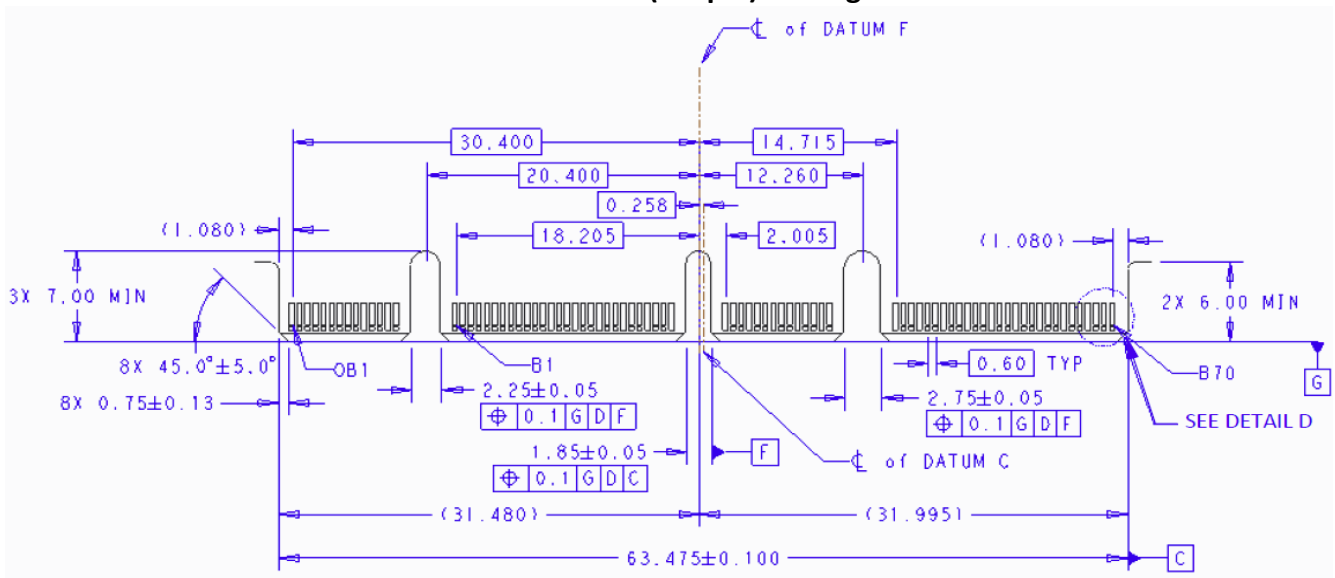 ℄ of DATUM F
30.400
14.715
20.400
12.260
0.258
(1.080)
18.205
2.005
(1.080)
3X 7.00 MIN
2X 6.00 MIN
8X 45.0°±5.0°
OB1
B1
0.60 TYP
B70
G
8X 0.75±0.13
2.25±0.05
2.75±0.05
SEE DETAIL D
⌖ 0.1 G D F
⌖ 0.1 G D F
1.85±0.05
F
℄ of DATUM C
⌖ 0.1 G D C
(31.480)
(31.995)
63.475±0.100
C